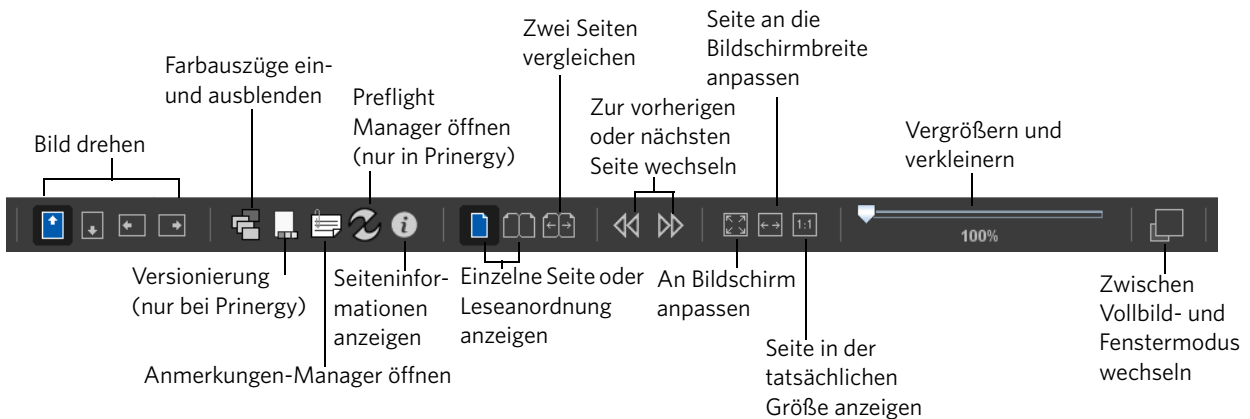 Bild drehen
Farbauszüge ein-
und ausblenden
Preflight
Manager öffnen
(nur in Prinergy)
Zwei Seiten
vergleichen
Zur vorherigen
oder nächsten
Seite wechseln
Seite an die
Bildschirmbreite
anpassen
Vergrößern und
verkleinern
1:1
100%
Versionierung
(nur bei Prinergy)
Anmerkungen-Manager öffnen
Seiteninfor-
mationen
anzeigen
Einzelne Seite oder
Leseanordnung
anzeigen
An Bildschirm
anpassen
Seite in der
tatsächlichen
Größe anzeigen
Zwischen
Vollbild- und
Fenstermodus
wechseln